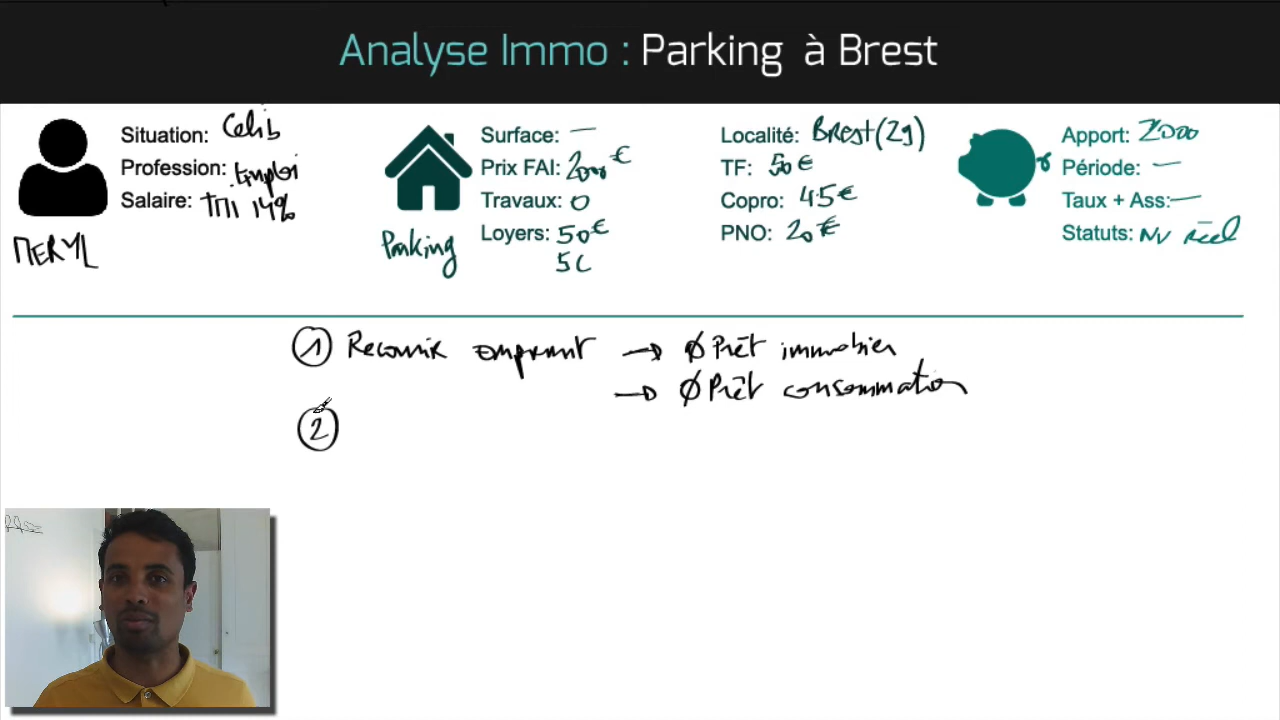 Analyse Immo : Parking à Brest
Situation: Celib
Profession: Emploi
Salaire: TMI 14%
MERYL
Parking
Surface: —
Prix FAI: 2000 €
Travaux: 0
Loyers: 50€
5C
Localité: BREST (29)
TF: 50€
Copro: 45€
PNO: 20€
Apport: 2000
Période: —
Taux + Ass: —
Statuts: NV réel
① Recourir emprunt → Ø Prêt immobilier
→ Ø Prêt consommation
②